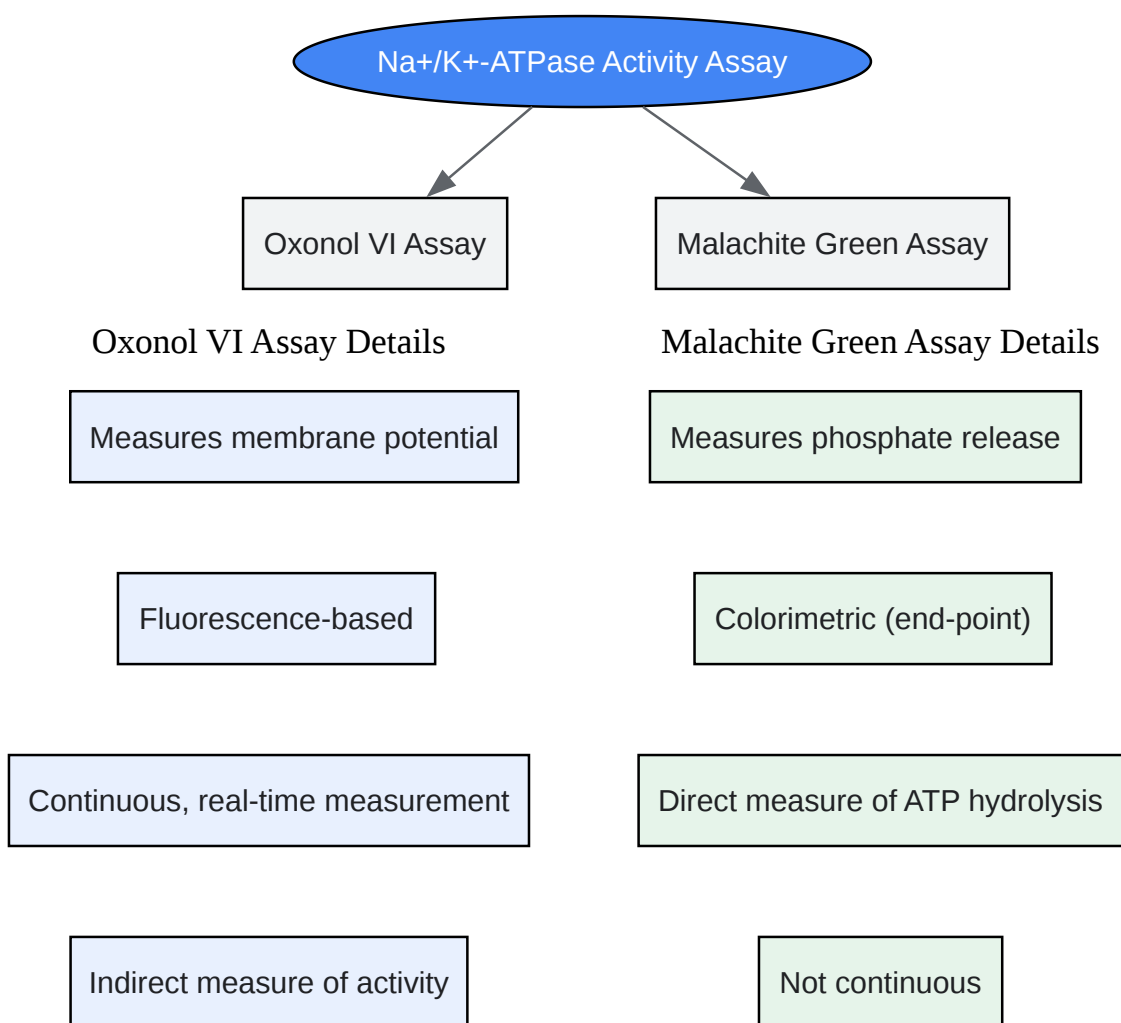 Na+/K+-ATPase Activity Assay
Oxonol VI Assay
Malachite Green Assay
Oxonol VI Assay Details
Malachite Green Assay Details
Measures membrane potential
Measures phosphate release
Fluorescence-based
Colorimetric (end-point)
Continuous, real-time measurement
Direct measure of ATP hydrolysis
Indirect measure of activity
Not continuous